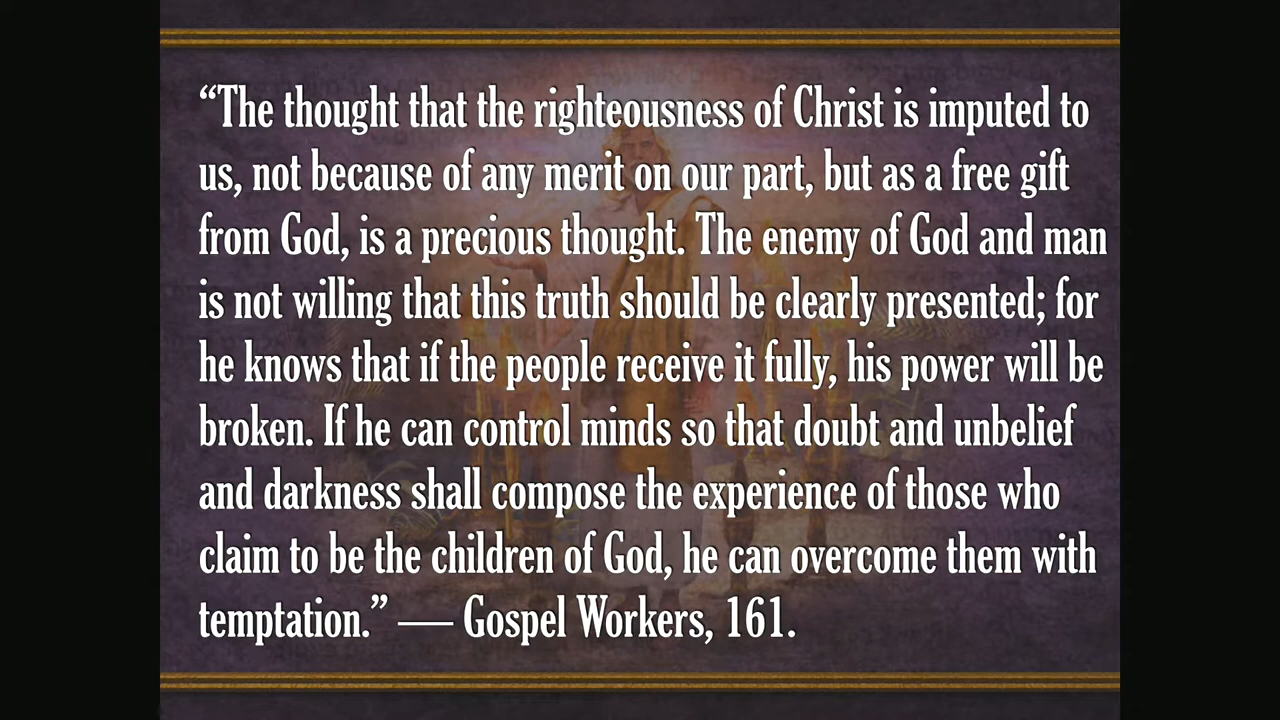 “The thought that the righteousness of Christ is imputed to
us, not because of any merit on our part, but as a free gift
from God, is a precious thought. The enemy of God and man
is not willing that this truth should be clearly presented; for
he knows that if the people receive it fully, his power will be
broken. If he can control minds so that doubt and unbelief
and darkness shall compose the experience of those who
claim to be the children of God, he can overcome them with
temptation.” — Gospel Workers, 161.